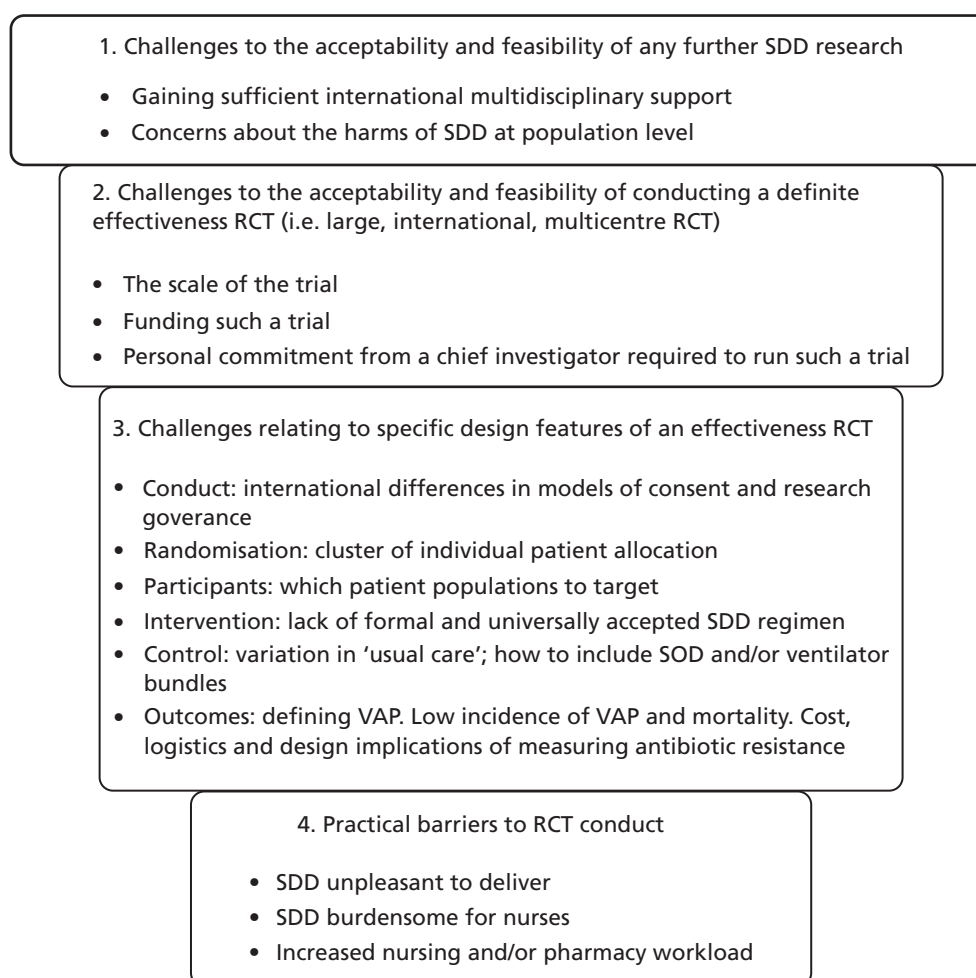 1. Challenges to the acceptability and feasibility of any further SDD research
• Gaining sufficient international multidisciplinary support
• Concerns about the harms of SDD at population level
2. Challenges to the acceptability and feasibility of conducting a definite
effectiveness RCT (i.e. large, international, multicentre RCT)
• The scale of the trial
• Funding such a trial
• Personal commitment from a chief investigator required to run such a trial
3. Challenges relating to specific design features of an effectiveness RCT
• Conduct: international differences in models of consent and research
goverance
• Randomisation: cluster of individual patient allocation
• Participants: which patient populations to target
• Intervention: lack of formal and universally accepted SDD regimen
• Control: variation in ‘usual care’; how to include SOD and/or ventilator
bundles
• Outcomes: defining VAP. Low incidence of VAP and mortality. Cost,
logistics and design implications of measuring antibiotic resistance
4. Practical barriers to RCT conduct
• SDD unpleasant to deliver
• SDD burdensome for nurses
• Increased nursing and/or pharmacy workload